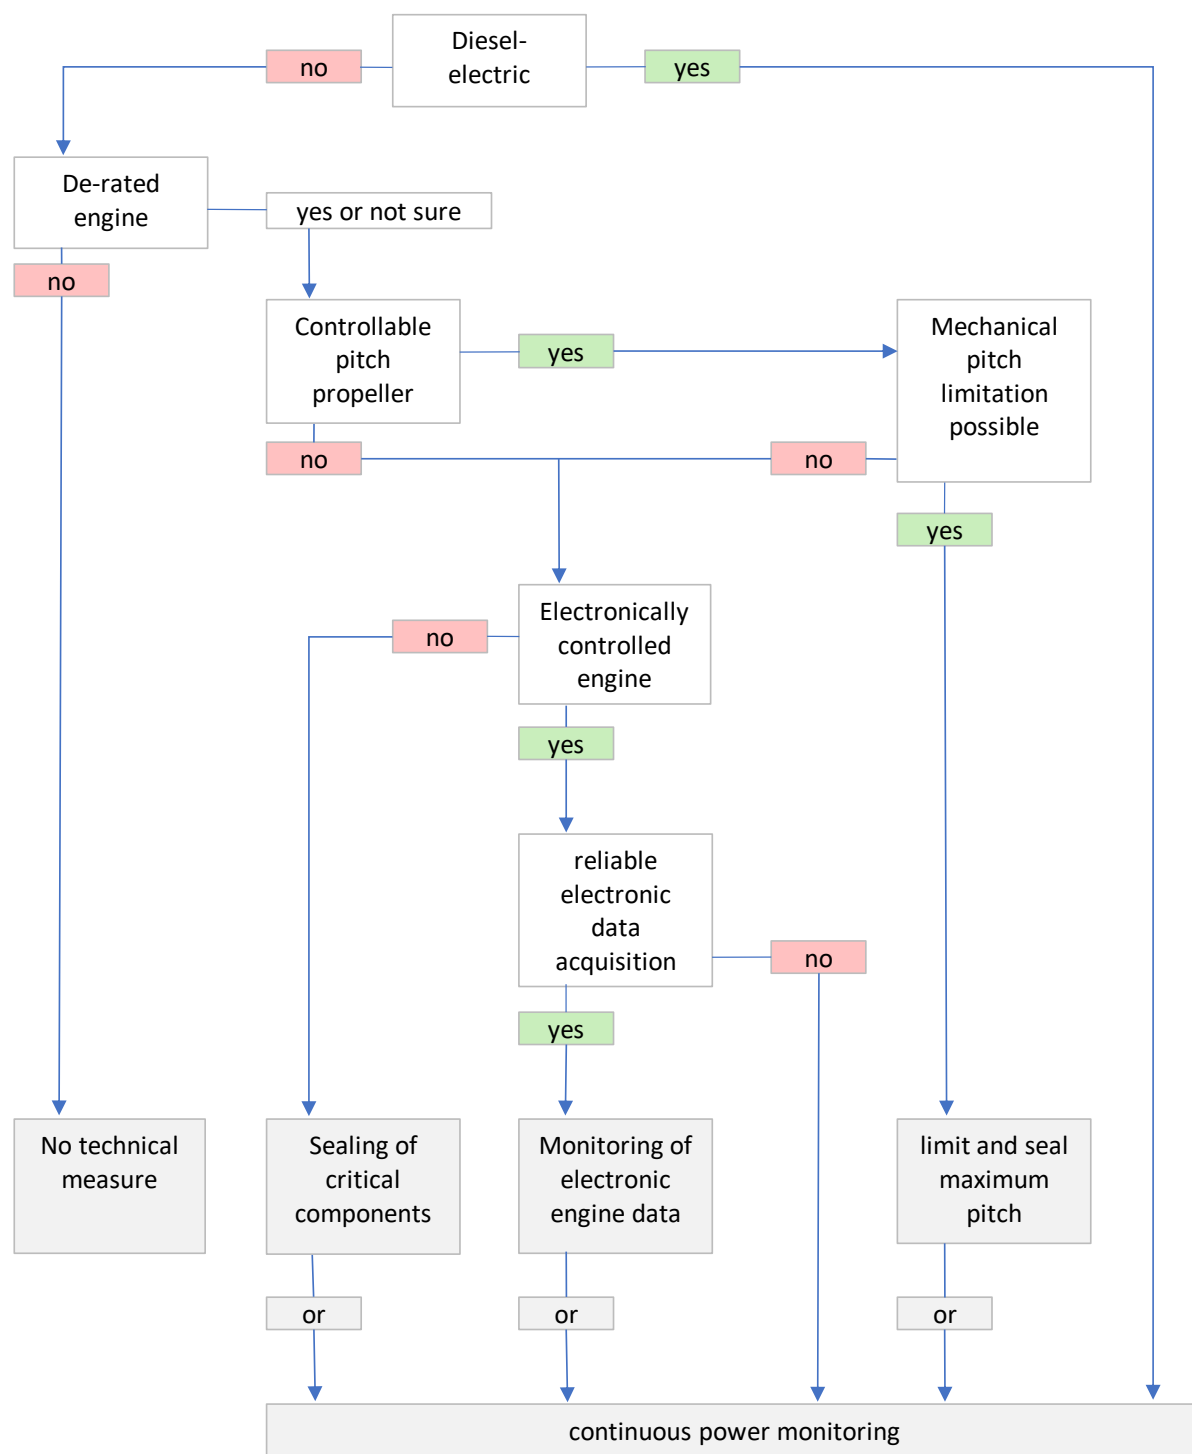 Diesel-
electric
no
yes
De-rated
engine
yes or not sure
no
Controllable
pitch
propeller
yes
Mechanical
pitch
limitation
possible
no
no
yes
Electronically
controlled
engine
no
yes
reliable
electronic
data
acquisition
no
yes
No technical
measure
Sealing of
critical
components
Monitoring of
electronic
engine data
limit and seal
maximum
pitch
or
or
or
continuous power monitoring